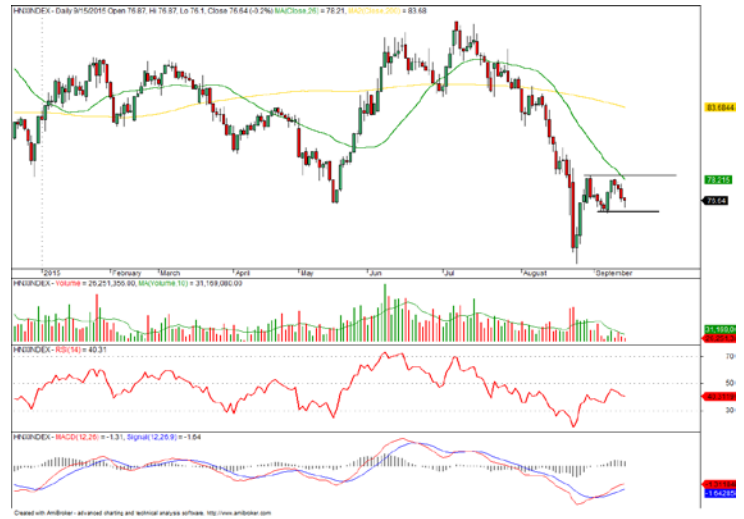 HNXINDEX - Daily 9/15/2015 Open 76.87, Hi 76.87, Lo 76.1, Close 76.64 (-0.2%) MA(Close,26) = 78.21, MA(Close,200) = 83.68
83.6844
78.215
76.64
2015 February March April May Jun Jul August September
HNXINDEX - Volume = 26,251,356.00, MA(Volume,10) = 31,169,080.00
HNXINDEX - RSI(14) = 40.31
70
50
30
HNXINDEX - MACD(12,26) = -1.31, Signal(12,26,9) = -1.64
Created with AmiBroker - advanced charting and technical analysis software. http://www.amibroker.com